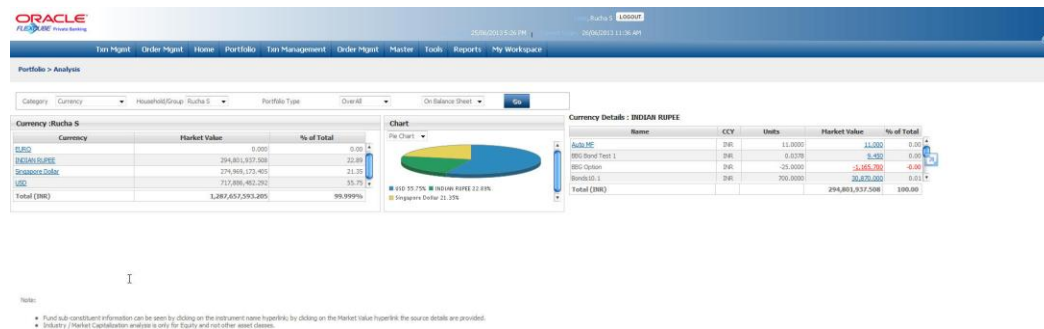 ORACLE
FLEXCUBE Private Banking
Rucha S LOGOUT
25/06/2013 5:26 PM | 26/06/2013 11:36 AM
Txn Mgmt Order Mgmt Home Portfolio Txn Management Order Mgmt Master Tools Reports My Workspace
Portfolio > Analysis
Category Currency Household/Group Rucha S Portfolio Type OverAll On Balance Sheet Go
Currency :Rucha S
Currency Market Value % of Total
EURO 0.000 0.00
INDIAN RUPEE 294,801,937.508 22.89
Singapore Dollar 274,969,173.405 21.35
USD 717,886,482.292 55.75
Total (INR) 1,287,657,593.205 99.999%
Chart
Pie Chart
USD 55.75% INDIAN RUPEE 22.89%
Singapore Dollar 21.35%
Currency Details : INDIAN RUPEE
Name CCY Units Market Value % of Total
Auto MF INR 11.0000 11.000 0.00
BBG Bond Test 1 INR 0.0378 9.450 0.00
BBG Option INR -25.0000 -1,165.700 -0.00
Bonds10.1 INR 700.0000 30,870.000 0.01
Total (INR) 294,801,937.508 100.00
Note:
• Fund sub-constituent information can be seen by clicking on the instrument name hyperlink; by clicking on the Market Value hyperlink the source details are provided.
• Industry / Market Capitalization analysis is only for Equity and not other asset classes.